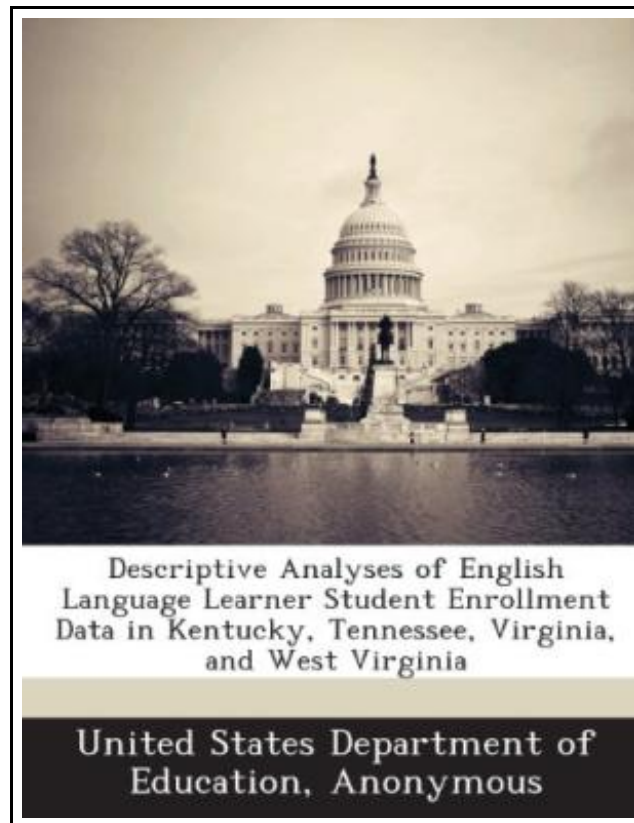 Descriptive Analyses of English
Language Learner Student Enrollment
Data in Kentucky, Tennessee, Virginia,
and West Virginia
United States Department of
Education, Anonymous